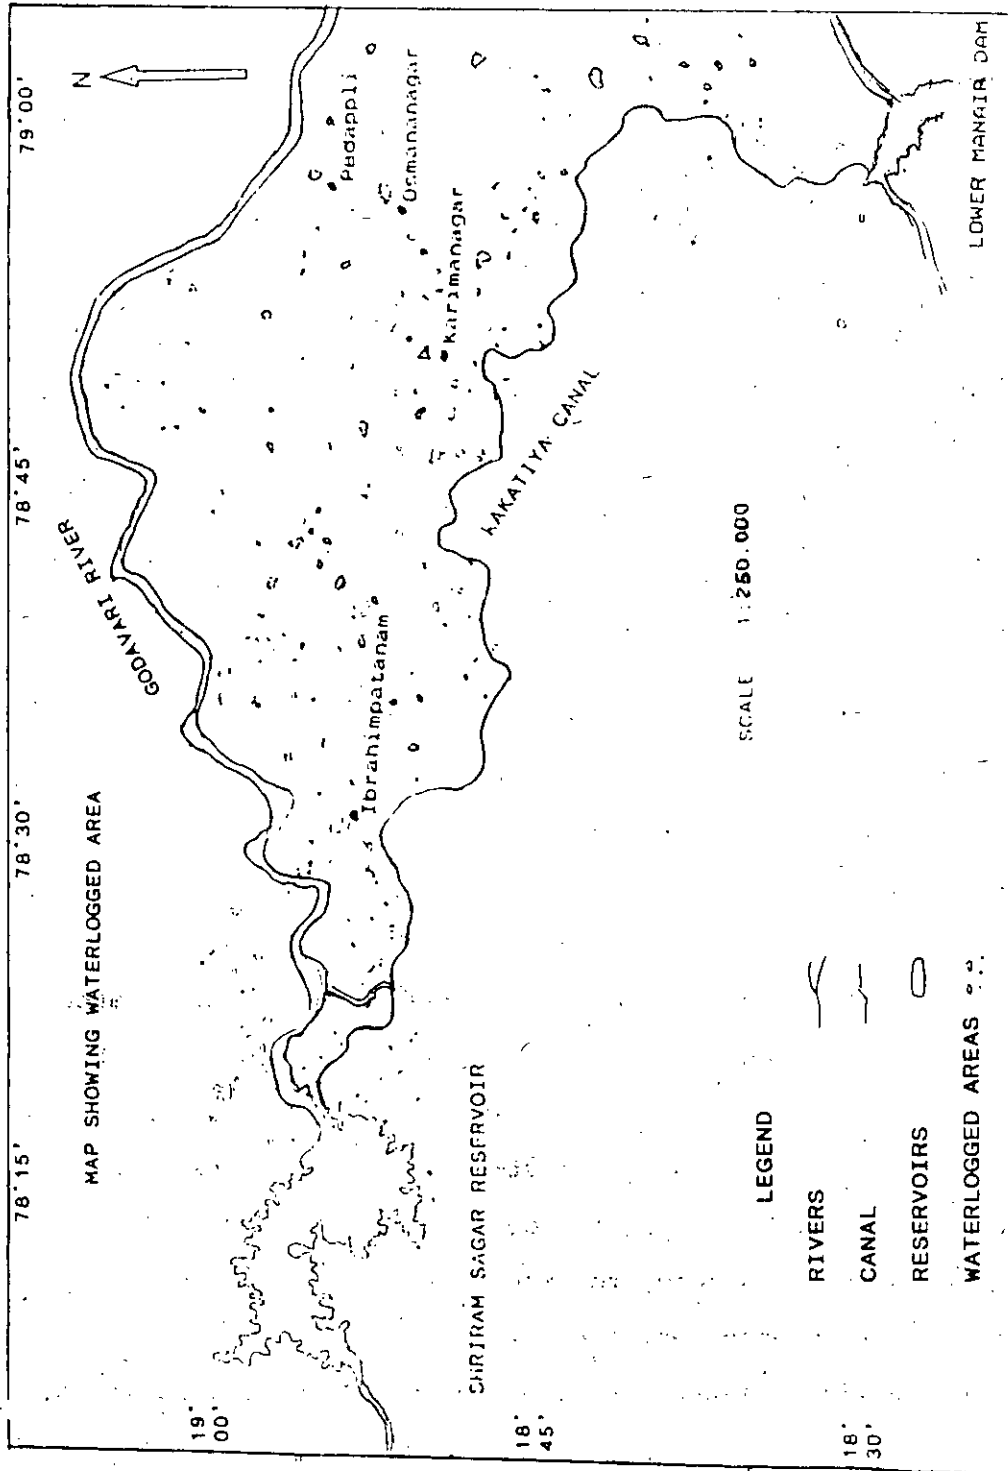 78°15'
78°30'
78°45'
79°00'
MAP SHOWING WATERLOGGED AREA
N
GODAVARI RIVER
19°
00'
Pedappli
Osmananagar
Karimanagar
Ibrahimpatanam
KAKATIYA CANAL
SHRIRAM SAGAR RESERVOIR
18°
45'
SCALE 1:250.000
LEGEND
RIVERS
CANAL
RESERVOIRS
WATERLOGGED AREAS
18°
30'
LOWER MANAIR DAM